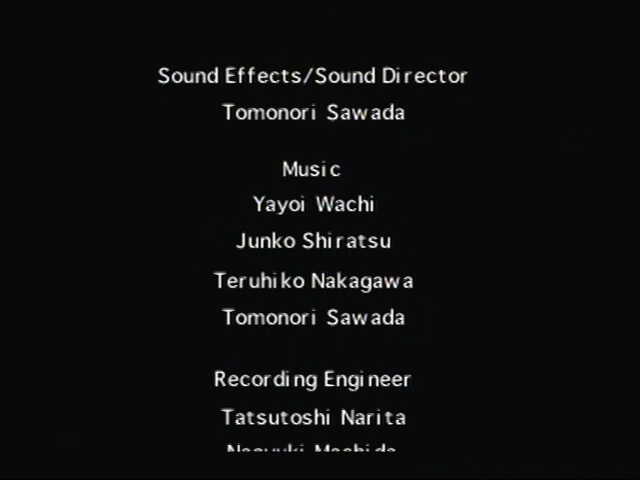 Sound Effects/Sound Director
Tomonori Sawada
Music
Yayoi Wachi
Junko Shiratsu
Teruhiko Nakagawa
Tomonori Sawada
Recording Engineer
Tatsutoshi Narita